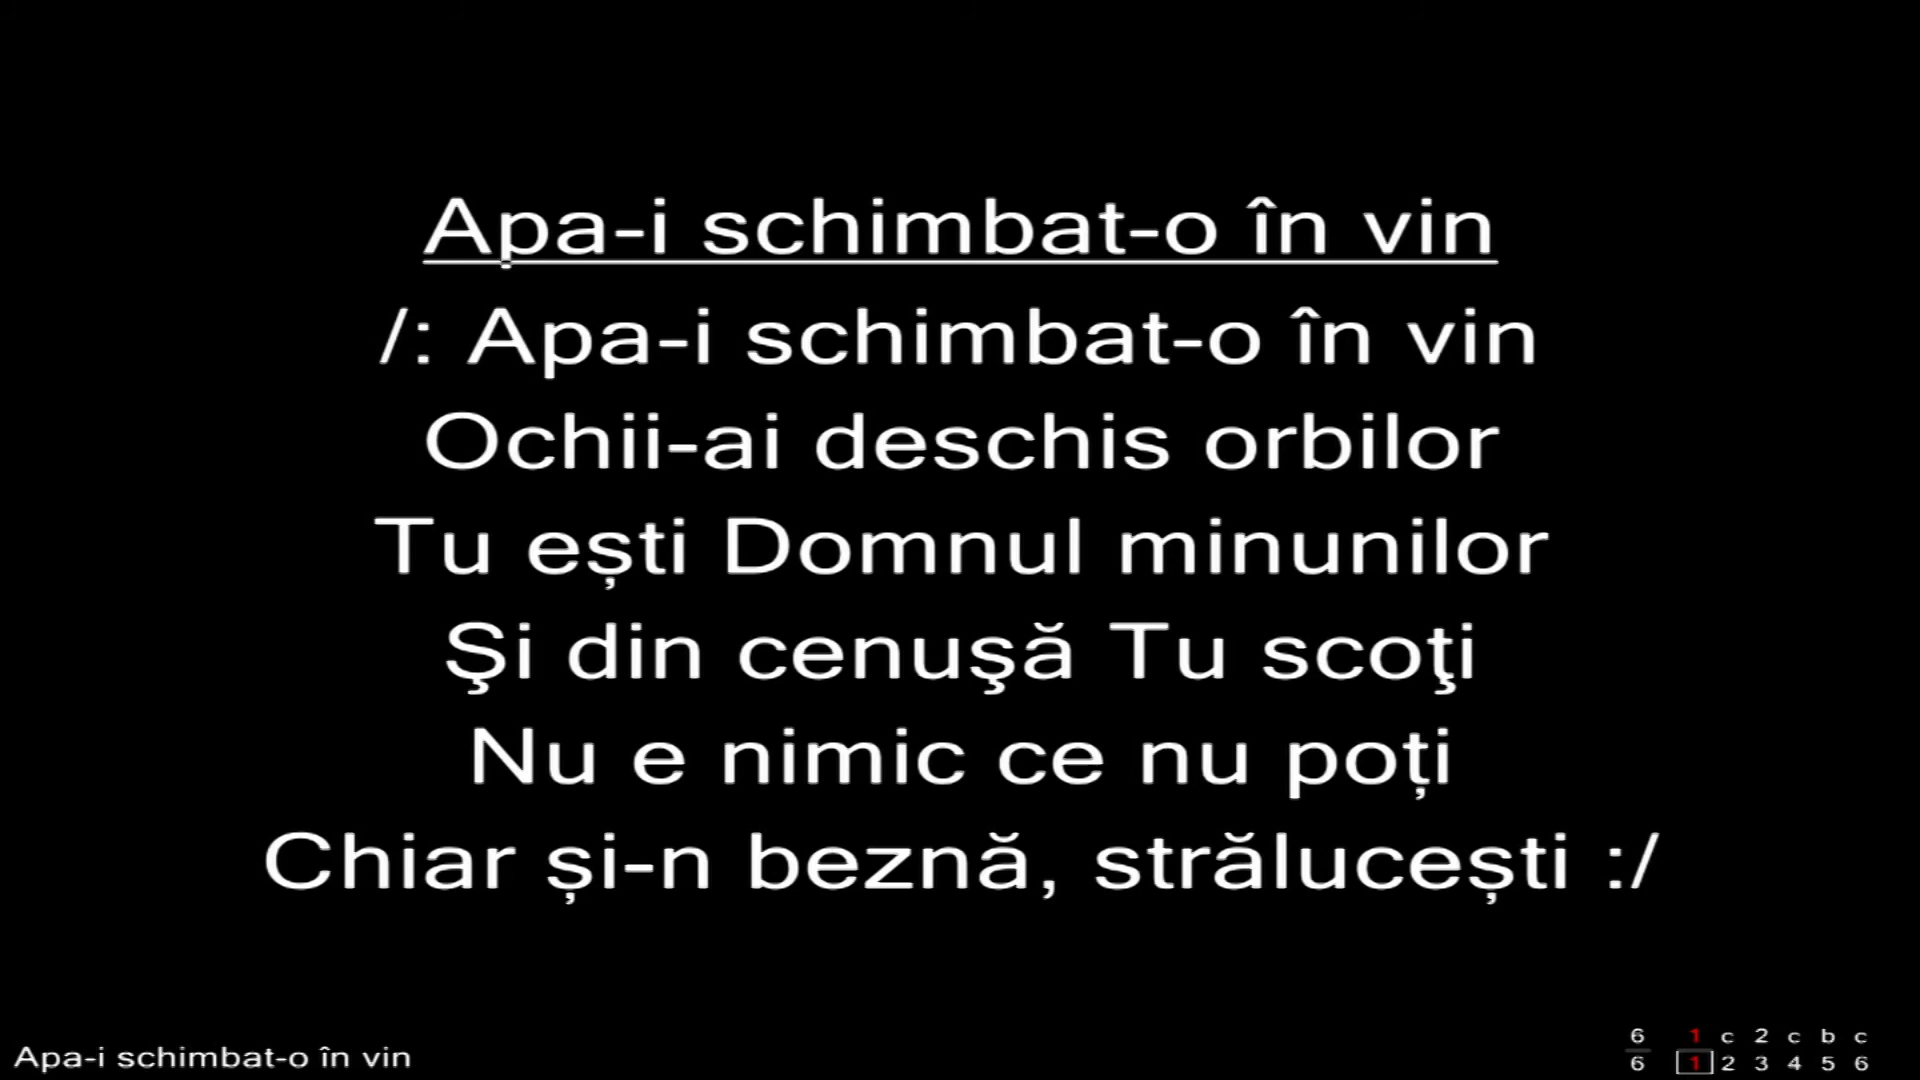 Apa-i schimbat-o în vin
/: Apa-i schimbat-o în vin
Ochii-ai deschis orbilor
Tu ești Domnul minunilor
Şi din cenuşă Tu scoţi
Nu e nimic ce nu poți
Chiar și-n beznă, strălucești :/
Apa-i schimbat-o în vin
6 1 c 2 c b c
6 1 2 3 4 5 6